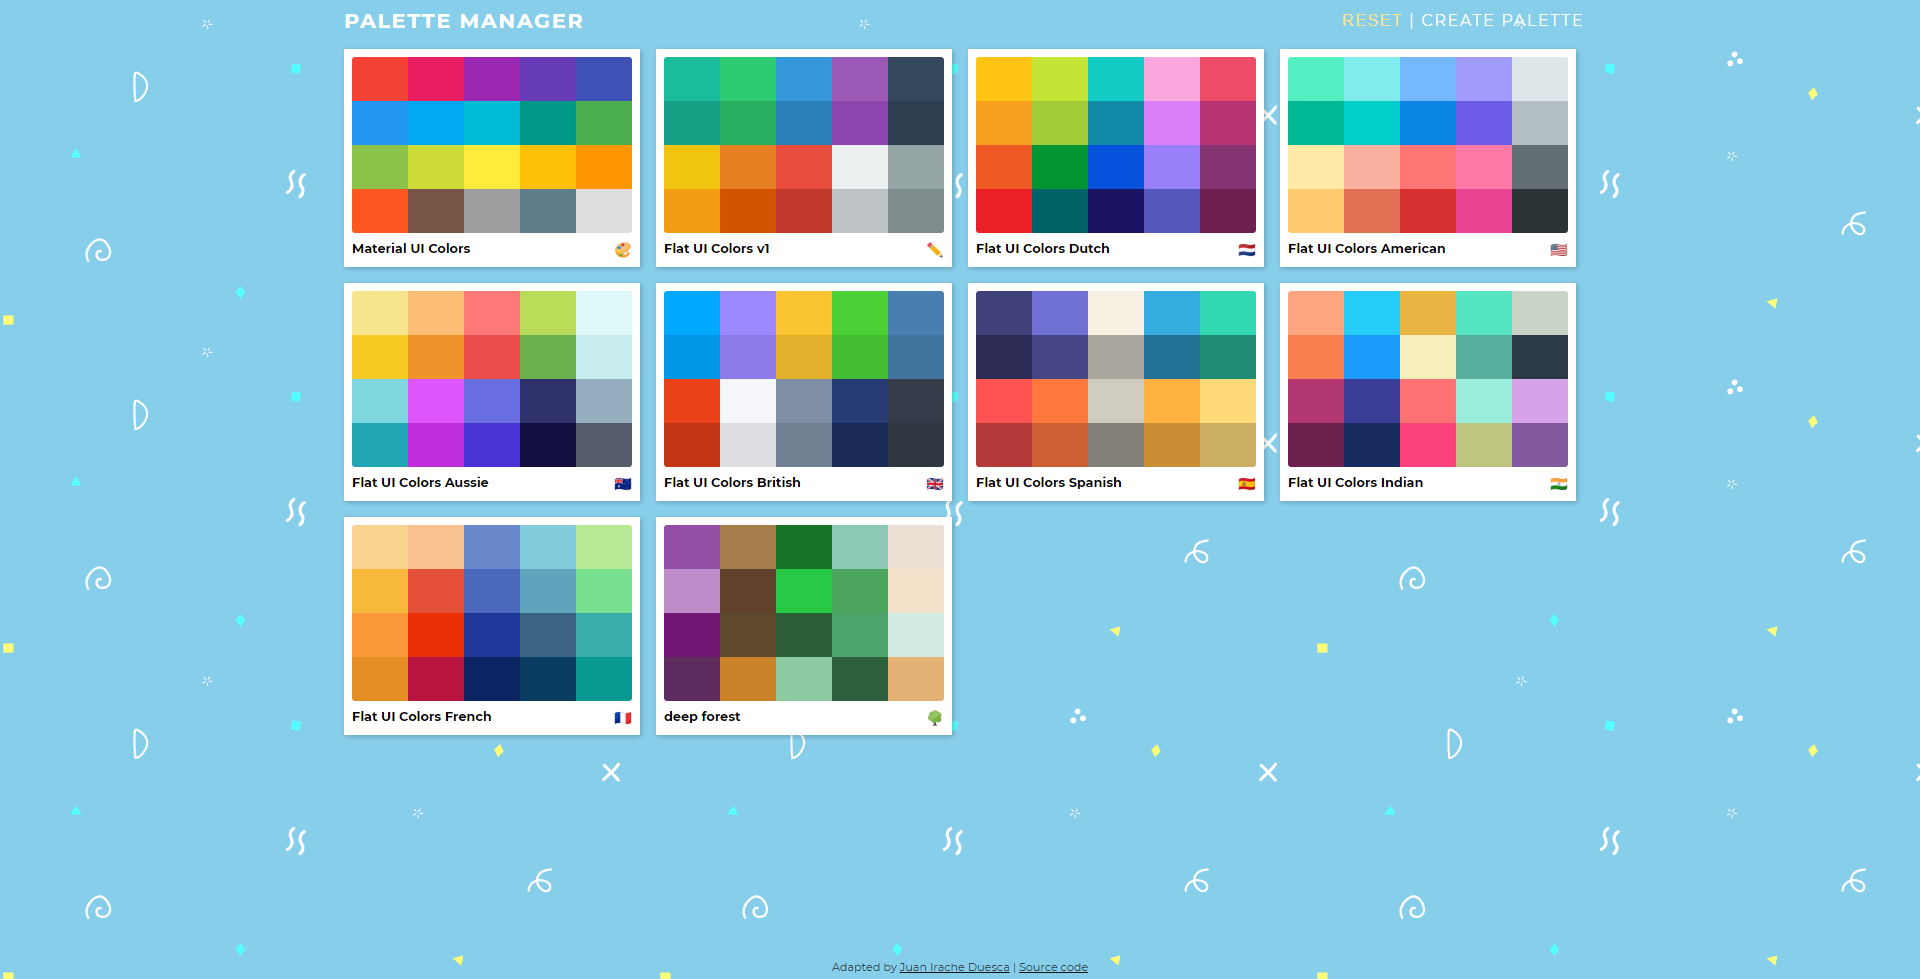 PALETTE MANAGER
RESET | CREATE PALETTE
Material UI Colors
Flat UI Colors v1
Flat UI Colors Dutch
Flat UI Colors American
Flat UI Colors Aussie
Flat UI Colors British
Flat UI Colors Spanish
Flat UI Colors Indian
Flat UI Colors French
deep forest
Adapted by Juan Irache Duesca | Source code